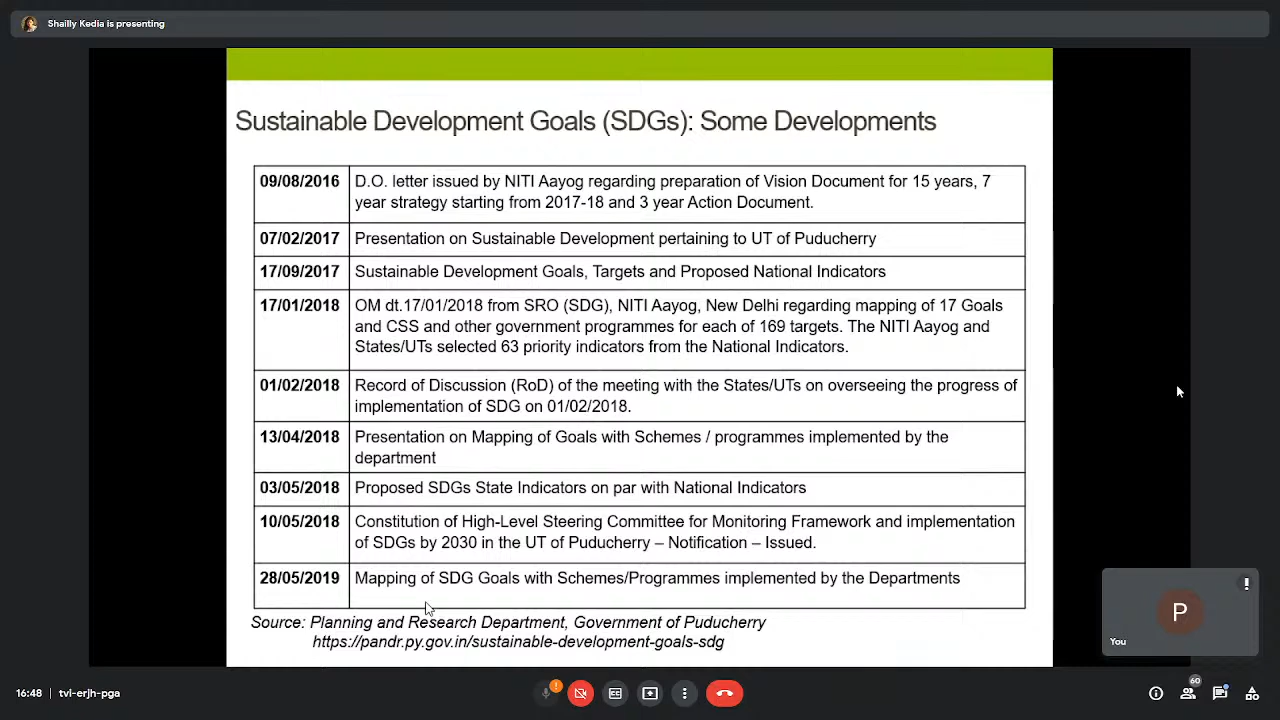 Shailly Kedia is presenting
Sustainable Development Goals (SDGs): Some Developments
09/08/2016 D.O. letter issued by NITI Aayog regarding preparation of Vision Document for 15 years, 7
year strategy starting from 2017-18 and 3 year Action Document.
07/02/2017 Presentation on Sustainable Development pertaining to UT of Puducherry
17/09/2017 Sustainable Development Goals, Targets and Proposed National Indicators
17/01/2018 OM dt.17/01/2018 from SRO (SDG), NITI Aayog, New Delhi regarding mapping of 17 Goals
and CSS and other government programmes for each of 169 targets. The NITI Aayog and
States/UTs selected 63 priority indicators from the National Indicators.
01/02/2018 Record of Discussion (RoD) of the meeting with the States/UTs on overseeing the progress of
implementation of SDG on 01/02/2018.
13/04/2018 Presentation on Mapping of Goals with Schemes / programmes implemented by the
department
03/05/2018 Proposed SDGs State Indicators on par with National Indicators
10/05/2018 Constitution of High-Level Steering Committee for Monitoring Framework and implementation
of SDGs by 2030 in the UT of Puducherry – Notification – Issued.
28/05/2019 Mapping of SDG Goals with Schemes/Programmes implemented by the Departments
Source: Planning and Research Department, Government of Puducherry
https://pandr.py.gov.in/sustainable-development-goals-sdg
P
You
16:48 tvl-erjh-pga
60